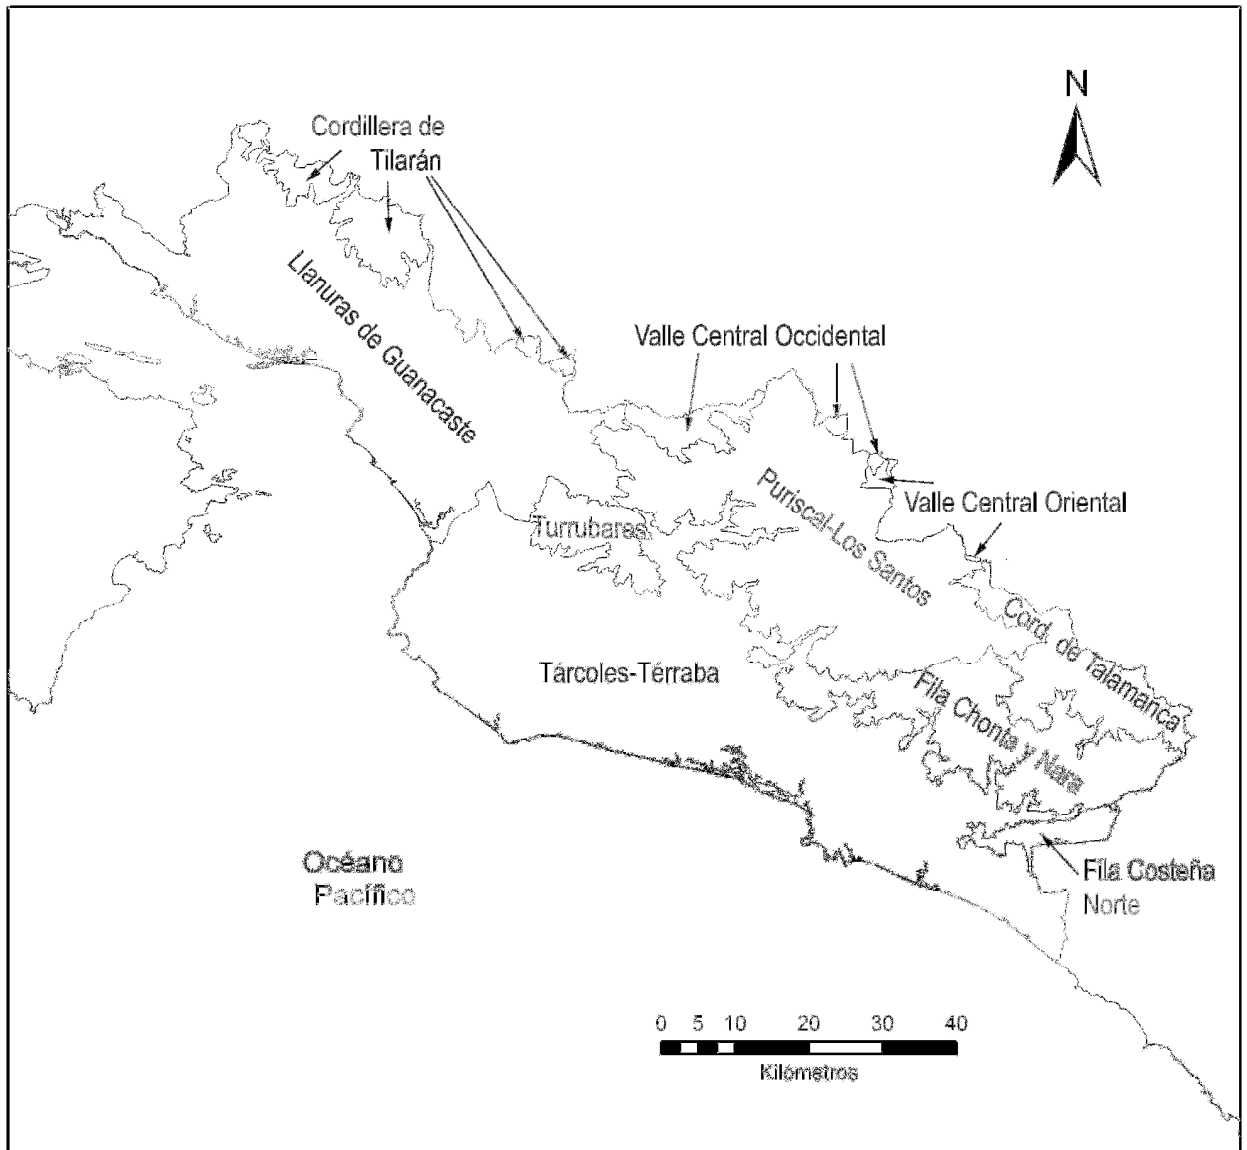 N
Cordillera de
Tilarán
Llanuras de Guanacaste
Valle Central Occidental
Puriscal-Los Santos
Valle Central Oriental
Turrubares
Cord. de Talamanca
Tárcoles-Térraba
Fila Chonta y Nara
Océano
Pacífico
Fila Costeña
Norte
0 5 10 20 30 40
Kilómetros